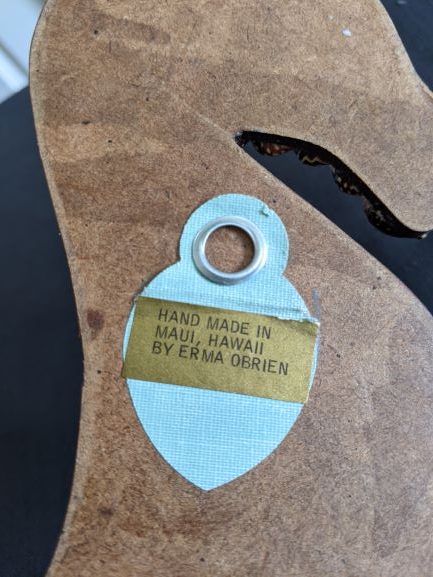 HAND MADE IN
MAUI, HAWAII
BY ERMA OBRIEN